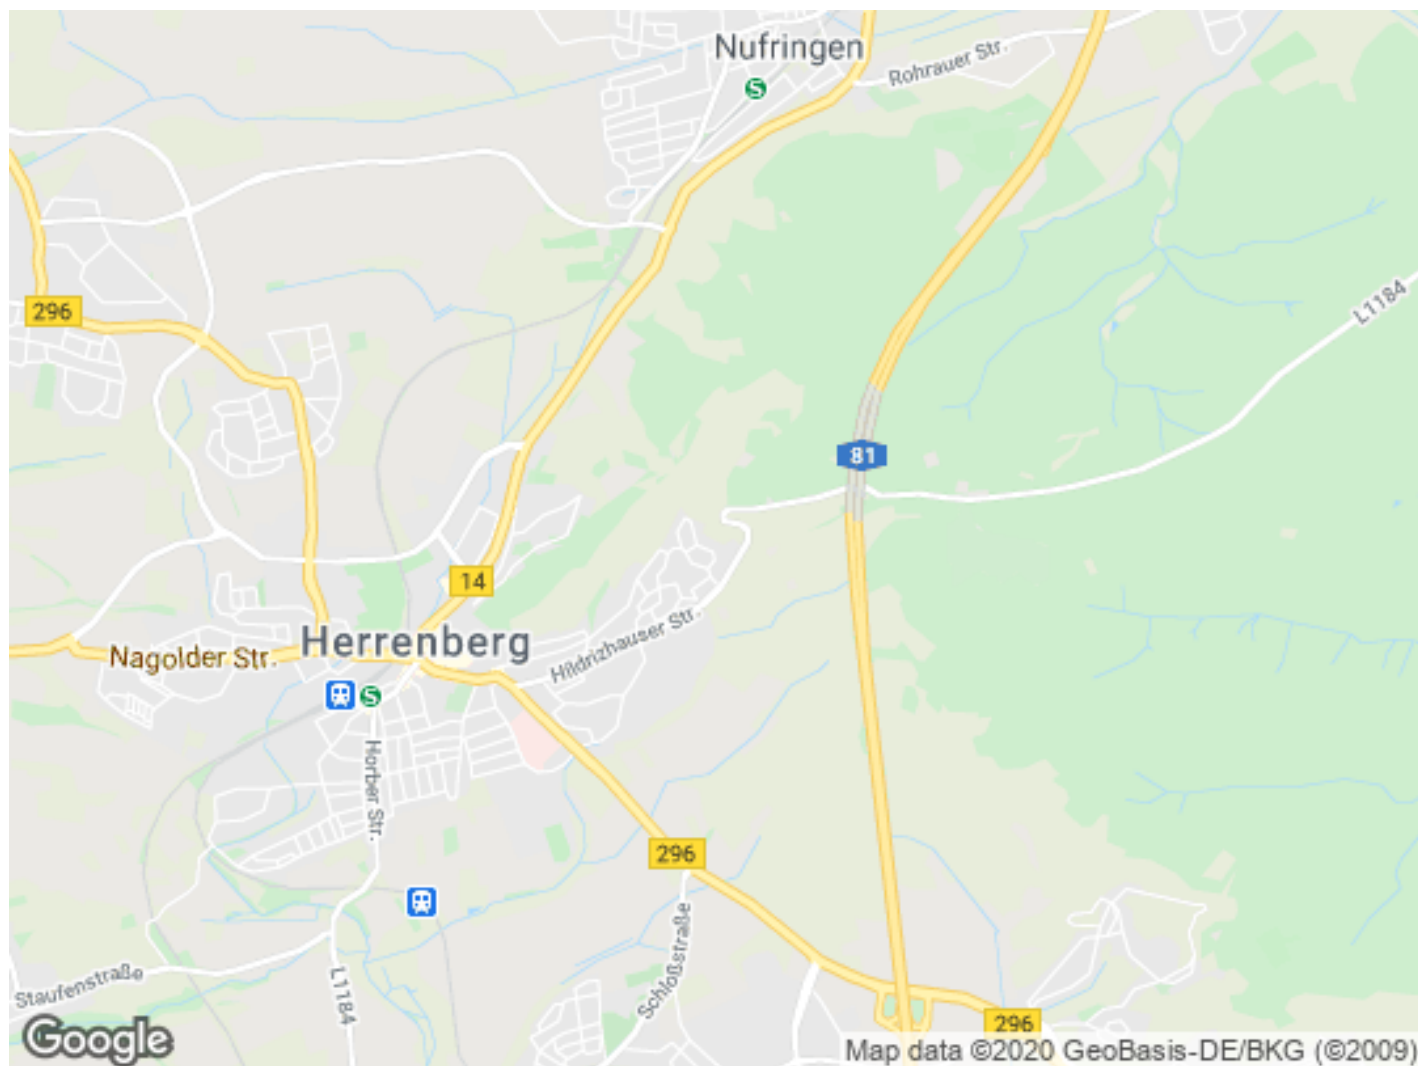 Nufringen
S
Rohrauer Str.
296
L1184
81
14
Herrenberg
Nagolder Str.
Hildrizhauser Str.
S
Horber Str.
296
Schloßstraße
Staufenstraße
L1184
296
Google
Map data ©2020 GeoBasis-DE/BKG (©2009)